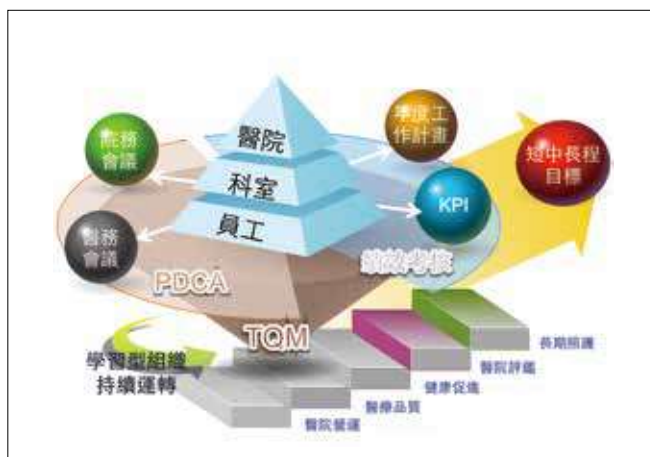 醫院
科室
員工
院務
會議
醫務
會議
年度工
作計畫
KPI
短中長程
目標
績效考核
PDCA
TQM
學習型組織
持續運轉
長期照護
醫院評鑑
健康促進
醫療品質
醫院營運